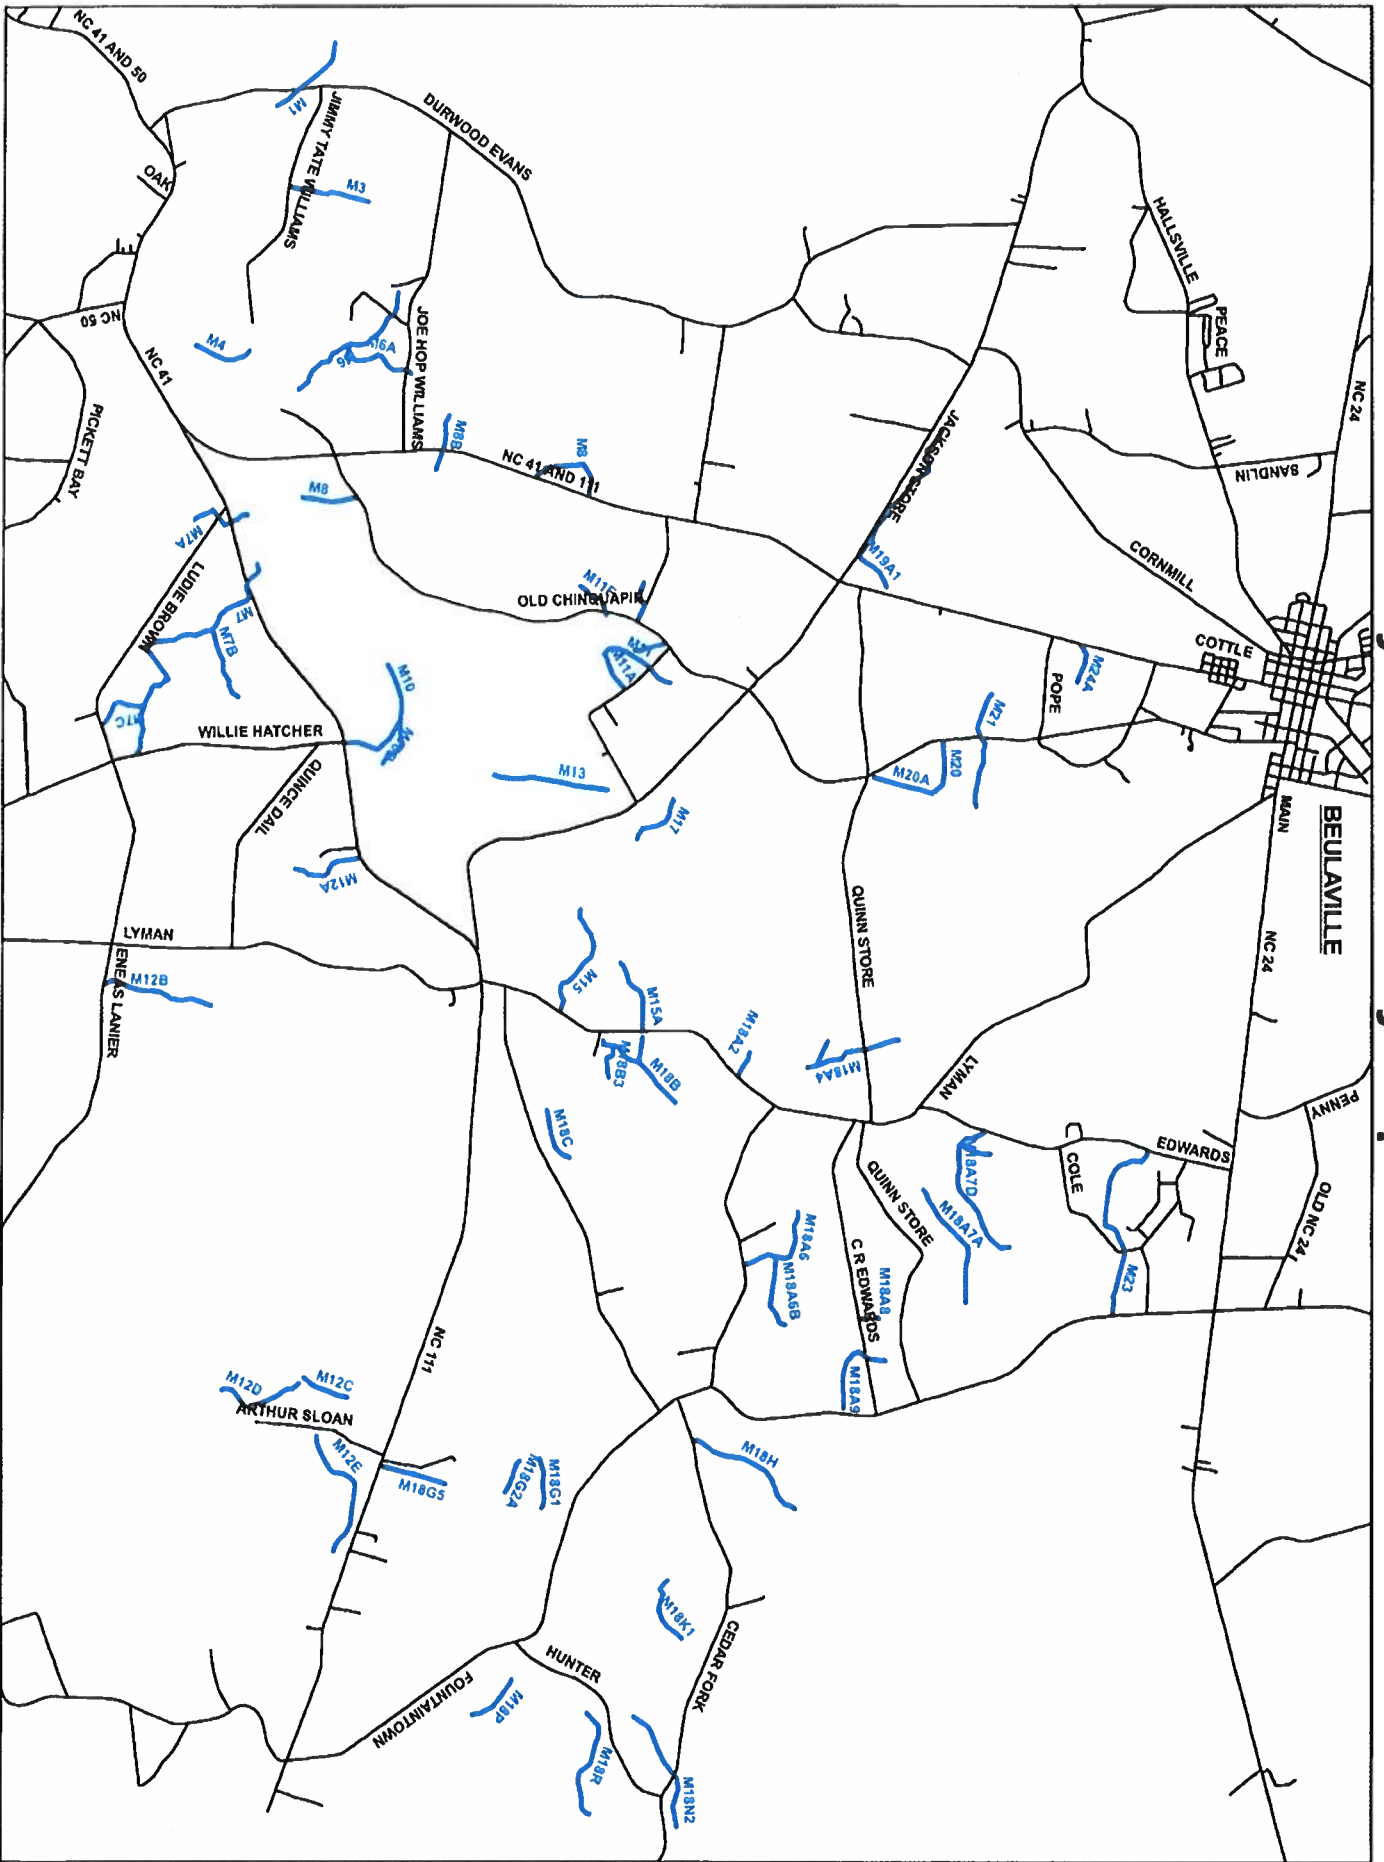 NC 41 AND 50
M1
JIMMY TATE WILLIAMS
DURWOOD EVANS
OAK
M3
HALLSVILLE
PEACE
NC 50
NC 41
M4
M6A
JOE HOP WILLIAMS
NC 24
PICKETT BAY
M8B
M8
NC 41 AND 111
JACKSON STORE
SANDLIN
M8
M7A
LUDIE BROWN
M19A1
CORNMILL
M11E
OLD CHINQUAPIN
M7
M7B
M11A
COTTLE
M24A
POPE
M10
M7C
WILLIE HATCHER
M21
M20
M20A
M13
QUINCE DAIL
M17
MAIN
BEULAVILLE
M12A
QUINN STORE
LYMAN
NC 24
ENEAS LANIER
M12B
M15
M15A
M18A2
M18B3
M18B
M18A4
LYMAN
PENNY
M18C
EDWARDS
COLE
QUINN STORE
M18A7D
M18A7A
OLD NC 24
M18A6
M18A6B
C R EDWARDS
M18A8
M23
NC 111
M12D
M12C
M18A9
ARTHUR SLOAN
M12E
M18G5
M18G2A
M18G1
M18H
M18K1
CEDAR FORK
HUNTER
FOUNTAINTOWN
M18P
M18R
M18N2